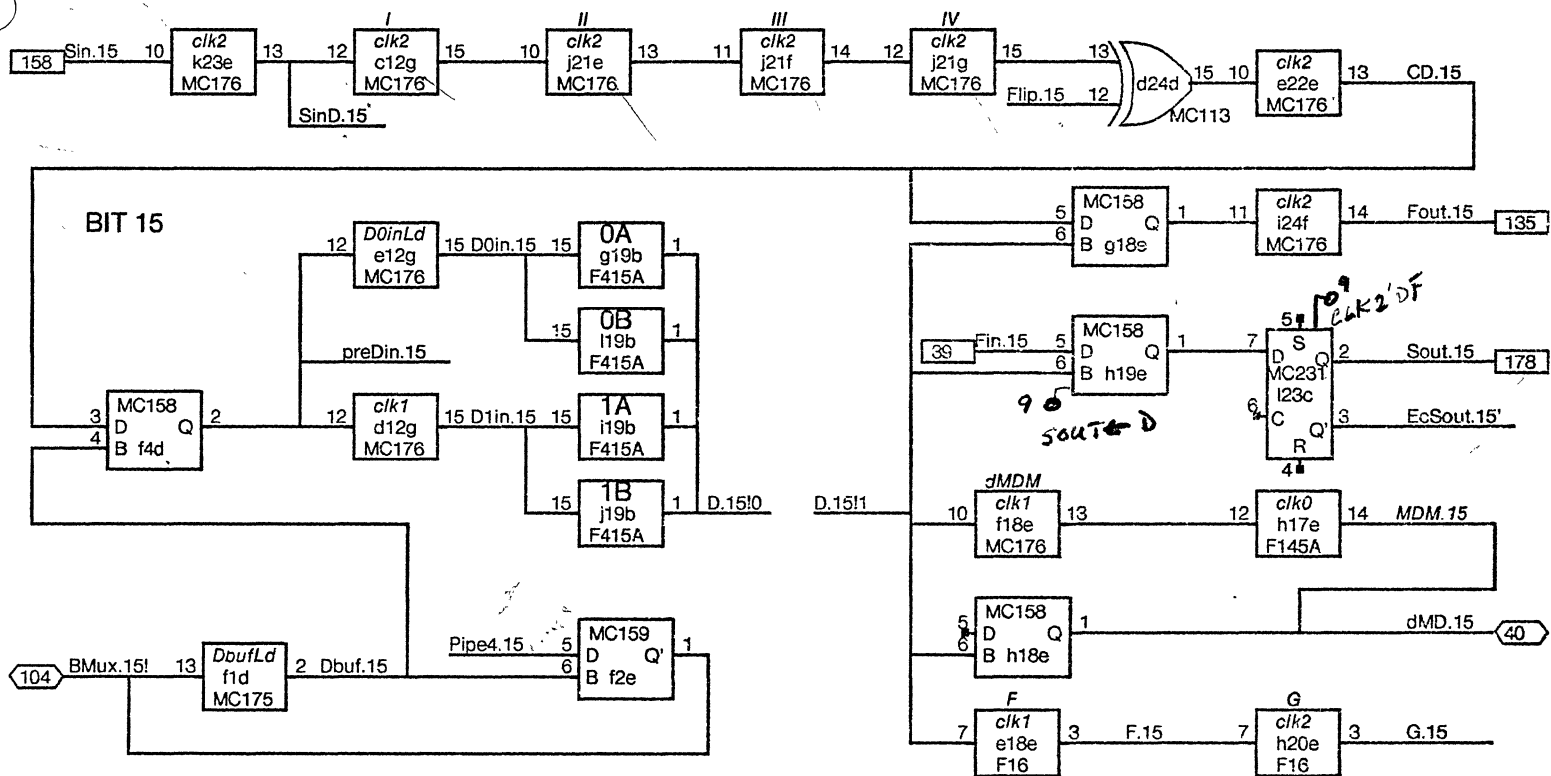 I II III IV
158 Sin.15 10 clk2 k23e MC176 13 12 clk2 c12g MC176 15 10 clk2 j21e MC176 13 11 clk2 j21f MC176 14 12 clk2 j21g MC176 15 13 d24d MC113 15 10 clk2 e22e MC176 13 CD.15
SinD.15'
Flip.15 12
BIT 15
12 D0inLd e12g MC176 15 D0in.15 15 0A g19b F415A 1
15 0B l19b F415A 1
preDin.15
3 D 4 B MC158 f4d Q 2
12 clk1 d12g MC176 15 D1in.15 15 1A i19b F415A 1
15 1B j19b F415A 1 D.15!0
D.15!1
5 D 6 B MC158 g18e Q 1 11 clk2 i24f MC176 14 Fout.15 135
39 Fin.15 5 D 6 B MC158 h19e Q 1
9 SOUT←D
7 D 5 S MC231 l23c 6 C R 4 Q 2 Sout.15 178
9 CLK2'DF
Q' 3 EcSout.15'
dMDM
10 clk1 f18e MC176 13 12 clk0 h17e F145A 14 MDM.15
5 D 6 B MC158 h18e Q 1 dMD.15 40
104 BMux.15! 13 DbufLd f1d MC175 2 Dbuf.15
Pipe4.15 5 D 6 B MC159 f2e Q' 1
F G
7 clk1 e18e F16 3 F.15 7 clk2 h20e F16 3 G.15